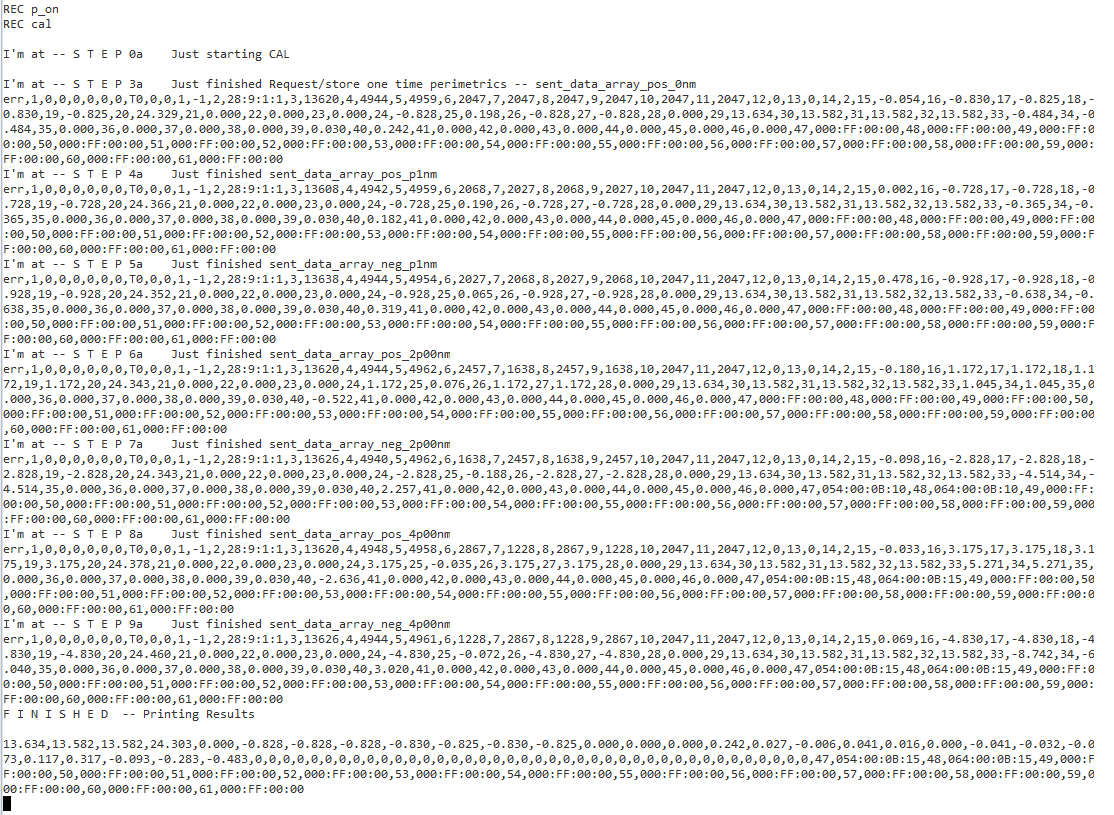 REC p_on
REC cal
I'm at -- S T E P 0a    Just starting CAL
I'm at -- S T E P 3a    Just finished Request/store one time perimetrics -- sent_data_array_pos_0nm
err,1,0,0,0,0,0,0,T0,0,0,1,-1,2,28:9:1:1,3,13620,4,4944,5,4959,6,2047,7,2047,8,2047,9,2047,10,2047,11,2047,12,0,13,0,14,2,15,-0.054,16,-0.830,17,-0.825,18,-
0.830,19,-0.825,20,24.329,21,0.000,22,0.000,23,0.000,24,-0.828,25,0.198,26,-0.828,27,-0.828,28,0.000,29,13.634,30,13.582,31,13.582,32,13.582,33,-0.484,34,-0
.484,35,0.000,36,0.000,37,0.000,38,0.000,39,0.030,40,0.242,41,0.000,42,0.000,43,0.000,44,0.000,45,0.000,46,0.000,47,000:FF:00:00,48,000:FF:00:00,49,000:FF:0
0:00,50,000:FF:00:00,51,000:FF:00:00,52,000:FF:00:00,53,000:FF:00:00,54,000:FF:00:00,55,000:FF:00:00,56,000:FF:00:00,57,000:FF:00:00,58,000:FF:00:00,59,000:
FF:00:00,60,000:FF:00:00,61,000:FF:00:00
I'm at -- S T E P 4a    Just finished sent_data_array_pos_p1nm
err,1,0,0,0,0,0,0,T0,0,0,1,-1,2,28:9:1:1,3,13608,4,4942,5,4959,6,2068,7,2027,8,2068,9,2027,10,2047,11,2047,12,0,13,0,14,2,15,0.002,16,-0.728,17,-0.728,18,-0
.728,19,-0.728,20,24.366,21,0.000,22,0.000,23,0.000,24,-0.728,25,0.190,26,-0.728,27,-0.728,28,0.000,29,13.634,30,13.582,31,13.582,32,13.582,33,-0.365,34,-0.
365,35,0.000,36,0.000,37,0.000,38,0.000,39,0.030,40,0.182,41,0.000,42,0.000,43,0.000,44,0.000,45,0.000,46,0.000,47,000:FF:00:00,48,000:FF:00:00,49,000:FF:00
:00,50,000:FF:00:00,51,000:FF:00:00,52,000:FF:00:00,53,000:FF:00:00,54,000:FF:00:00,55,000:FF:00:00,56,000:FF:00:00,57,000:FF:00:00,58,000:FF:00:00,59,000:F
F:00:00,60,000:FF:00:00,61,000:FF:00:00
I'm at -- S T E P 5a    Just finished sent_data_array_neg_p1nm
err,1,0,0,0,0,0,0,T0,0,0,1,-1,2,28:9:1:1,3,13638,4,4944,5,4954,6,2027,7,2068,8,2027,9,2068,10,2047,11,2047,12,0,13,0,14,2,15,0.478,16,-0.928,17,-0.928,18,-0
.928,19,-0.928,20,24.352,21,0.000,22,0.000,23,0.000,24,-0.928,25,0.065,26,-0.928,27,-0.928,28,0.000,29,13.634,30,13.582,31,13.582,32,13.582,33,-0.638,34,-0.
638,35,0.000,36,0.000,37,0.000,38,0.000,39,0.030,40,0.319,41,0.000,42,0.000,43,0.000,44,0.000,45,0.000,46,0.000,47,000:FF:00:00,48,000:FF:00:00,49,000:FF:00
:00,50,000:FF:00:00,51,000:FF:00:00,52,000:FF:00:00,53,000:FF:00:00,54,000:FF:00:00,55,000:FF:00:00,56,000:FF:00:00,57,000:FF:00:00,58,000:FF:00:00,59,000:F
F:00:00,60,000:FF:00:00,61,000:FF:00:00
I'm at -- S T E P 6a    Just finished sent_data_array_pos_2p00nm
err,1,0,0,0,0,0,0,T0,0,0,1,-1,2,28:9:1:1,3,13620,4,4944,5,4962,6,2457,7,1638,8,2457,9,1638,10,2047,11,2047,12,0,13,0,14,2,15,-0.180,16,1.172,17,1.172,18,1.1
72,19,1.172,20,24.343,21,0.000,22,0.000,23,0.000,24,1.172,25,0.076,26,1.172,27,1.172,28,0.000,29,13.634,30,13.582,31,13.582,32,13.582,33,1.045,34,1.045,35,0
.000,36,0.000,37,0.000,38,0.000,39,0.030,40,-0.522,41,0.000,42,0.000,43,0.000,44,0.000,45,0.000,46,0.000,47,000:FF:00:00,48,000:FF:00:00,49,000:FF:00:00,50,
000:FF:00:00,51,000:FF:00:00,52,000:FF:00:00,53,000:FF:00:00,54,000:FF:00:00,55,000:FF:00:00,56,000:FF:00:00,57,000:FF:00:00,58,000:FF:00:00,59,000:FF:00:00
,60,000:FF:00:00,61,000:FF:00:00
I'm at -- S T E P 7a    Just finished sent_data_array_neg_2p00nm
err,1,0,0,0,0,0,0,T0,0,0,1,-1,2,28:9:1:1,3,13626,4,4940,5,4962,6,1638,7,2457,8,1638,9,2457,10,2047,11,2047,12,0,13,0,14,2,15,-0.098,16,-2.828,17,-2.828,18,-
2.828,19,-2.828,20,24.343,21,0.000,22,0.000,23,0.000,24,-2.828,25,-0.188,26,-2.828,27,-2.828,28,0.000,29,13.634,30,13.582,31,13.582,32,13.582,33,-4.514,34,-
4.514,35,0.000,36,0.000,37,0.000,38,0.000,39,0.030,40,2.257,41,0.000,42,0.000,43,0.000,44,0.000,45,0.000,46,0.000,47,054:00:0B:10,48,064:00:0B:10,49,000:FF:
00:00,50,000:FF:00:00,51,000:FF:00:00,52,000:FF:00:00,53,000:FF:00:00,54,000:FF:00:00,55,000:FF:00:00,56,000:FF:00:00,57,000:FF:00:00,58,000:FF:00:00,59,000
:FF:00:00,60,000:FF:00:00,61,000:FF:00:00
I'm at -- S T E P 8a    Just finished sent_data_array_pos_4p00nm
err,1,0,0,0,0,0,0,T0,0,0,1,-1,2,28:9:1:1,3,13620,4,4948,5,4958,6,2867,7,1228,8,2867,9,1228,10,2047,11,2047,12,0,13,0,14,2,15,-0.033,16,3.175,17,3.175,18,3.1
75,19,3.175,20,24.378,21,0.000,22,0.000,23,0.000,24,3.175,25,-0.035,26,3.175,27,3.175,28,0.000,29,13.634,30,13.582,31,13.582,32,13.582,33,5.271,34,5.271,35,
0.000,36,0.000,37,0.000,38,0.000,39,0.030,40,-2.636,41,0.000,42,0.000,43,0.000,44,0.000,45,0.000,46,0.000,47,054:00:0B:15,48,064:00:0B:15,49,000:FF:00:00,50
,000:FF:00:00,51,000:FF:00:00,52,000:FF:00:00,53,000:FF:00:00,54,000:FF:00:00,55,000:FF:00:00,56,000:FF:00:00,57,000:FF:00:00,58,000:FF:00:00,59,000:FF:00:0
0,60,000:FF:00:00,61,000:FF:00:00
I'm at -- S T E P 9a    Just finished sent_data_array_neg_4p00nm
err,1,0,0,0,0,0,0,T0,0,0,1,-1,2,28:9:1:1,3,13626,4,4944,5,4961,6,1228,7,2867,8,1228,9,2867,10,2047,11,2047,12,0,13,0,14,2,15,0.069,16,-4.830,17,-4.830,18,-4
.830,19,-4.830,20,24.460,21,0.000,22,0.000,23,0.000,24,-4.830,25,-0.072,26,-4.830,27,-4.830,28,0.000,29,13.634,30,13.582,31,13.582,32,13.582,33,-8.742,34,-6
.040,35,0.000,36,0.000,37,0.000,38,0.000,39,0.030,40,3.020,41,0.000,42,0.000,43,0.000,44,0.000,45,0.000,46,0.000,47,054:00:0B:15,48,064:00:0B:15,49,000:FF:0
0:00,50,000:FF:00:00,51,000:FF:00:00,52,000:FF:00:00,53,000:FF:00:00,54,000:FF:00:00,55,000:FF:00:00,56,000:FF:00:00,57,000:FF:00:00,58,000:FF:00:00,59,000:
FF:00:00,60,000:FF:00:00,61,000:FF:00:00
F I N I S H E D  -- Printing Results
13.634,13.582,13.582,24.303,0.000,-0.828,-0.828,-0.828,-0.830,-0.825,-0.830,-0.825,0.000,0.000,0.000,0.242,0.027,-0.006,0.041,0.016,0.000,-0.041,-0.032,-0.0
73,0.117,0.317,-0.093,-0.283,-0.483,0,0,0,0,0,0,0,0,0,0,0,0,0,0,0,0,0,0,0,0,0,0,0,0,0,0,0,0,0,0,0,47,054:00:0B:15,48,064:00:0B:15,49,000:F
F:00:00,50,000:FF:00:00,51,000:FF:00:00,52,000:FF:00:00,53,000:FF:00:00,54,000:FF:00:00,55,000:FF:00:00,56,000:FF:00:00,57,000:FF:00:00,58,000:FF:00:00,59,0
00:FF:00:00,60,000:FF:00:00,61,000:FF:00:00